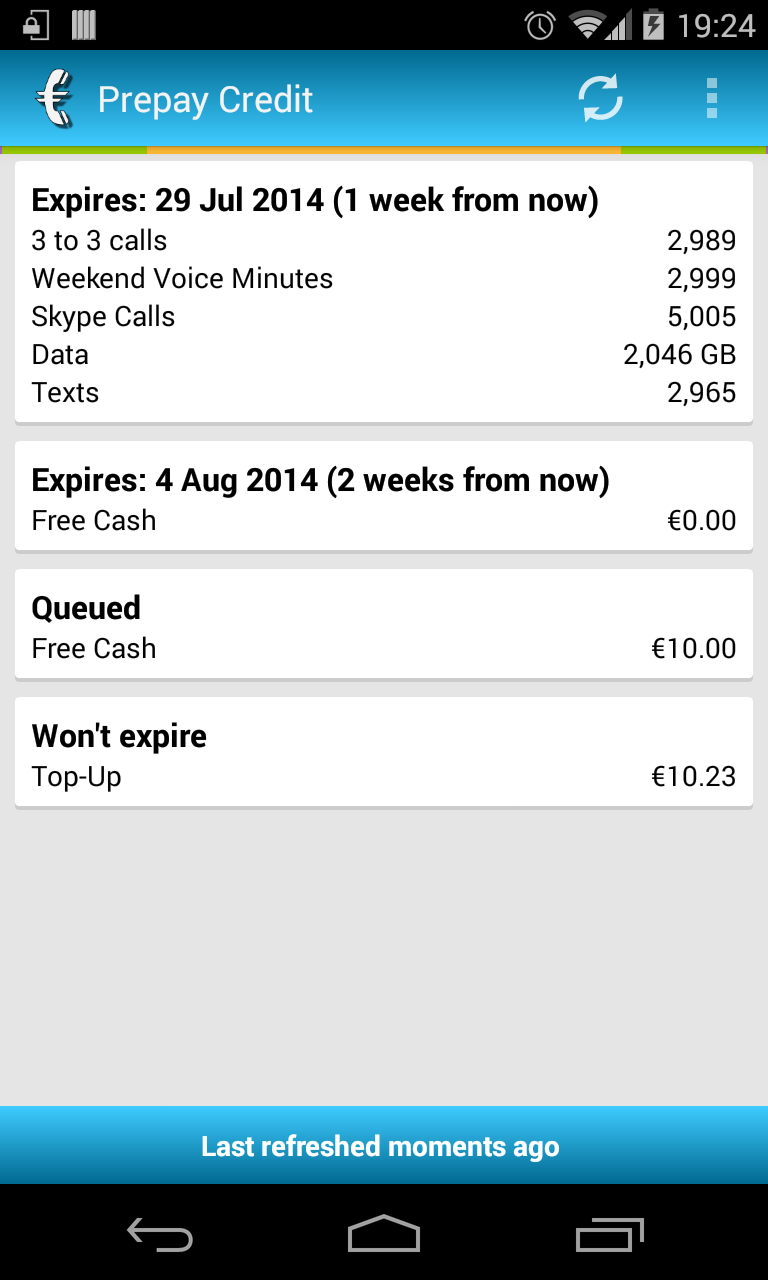 19:24
Prepay Credit
Expires: 29 Jul 2014 (1 week from now)
3 to 3 calls 2,989
Weekend Voice Minutes 2,999
Skype Calls 5,005
Data 2,046 GB
Texts 2,965
Expires: 4 Aug 2014 (2 weeks from now)
Free Cash €0.00
Queued
Free Cash €10.00
Won't expire
Top-Up €10.23
Last refreshed moments ago